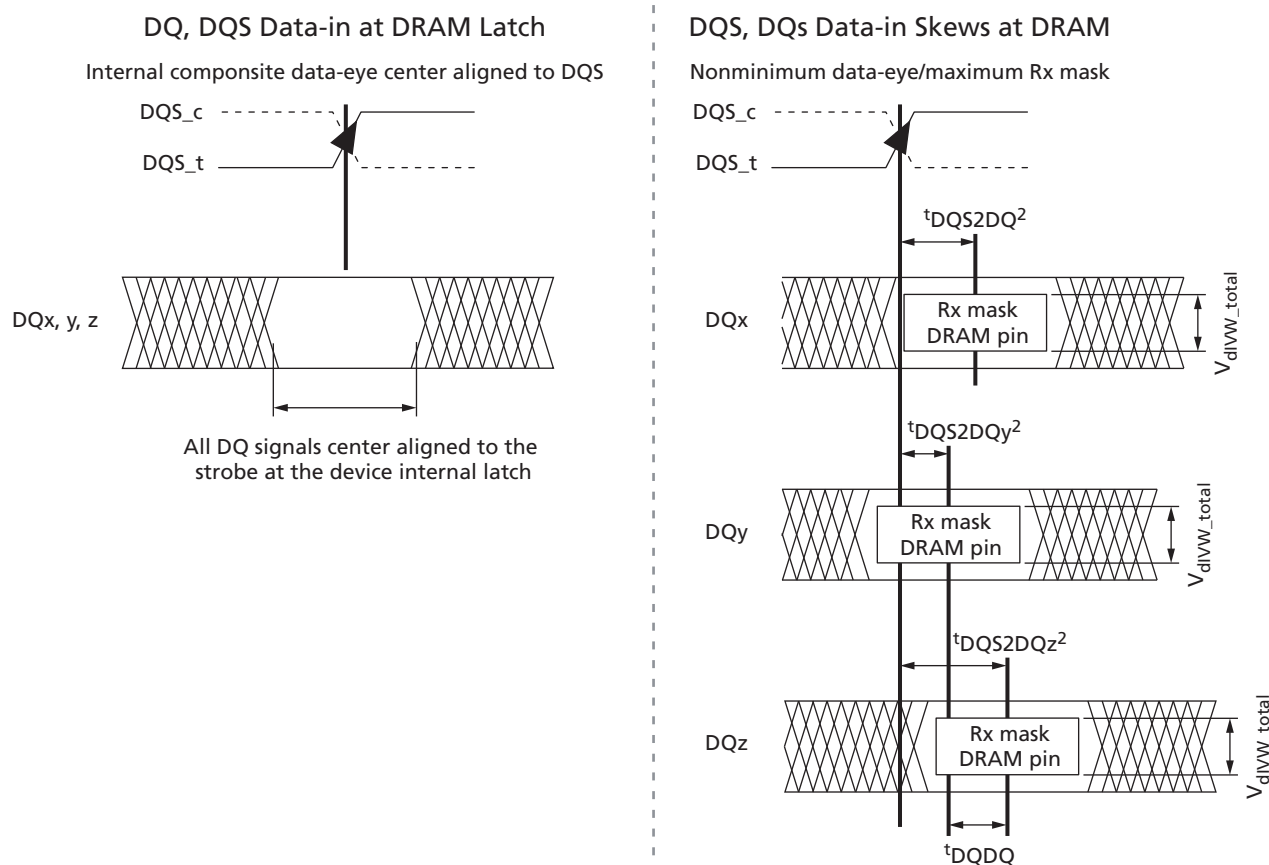 DQ, DQS Data-in at DRAM Latch
Internal componsite data-eye center aligned to DQS
DQS_c
DQS_t
DQx, y, z
All DQ signals center aligned to the
strobe at the device internal latch
DQS, DQs Data-in Skews at DRAM
Nonminimum data-eye/maximum Rx mask
DQS_c
DQS_t
tDQS2DQ2
DQx
Rx mask
DRAM pin
VdIVW_total
tDQS2DQy2
DQy
Rx mask
DRAM pin
VdIVW_total
tDQS2DQz2
DQz
Rx mask
DRAM pin
VdIVW_total
tDQDQ